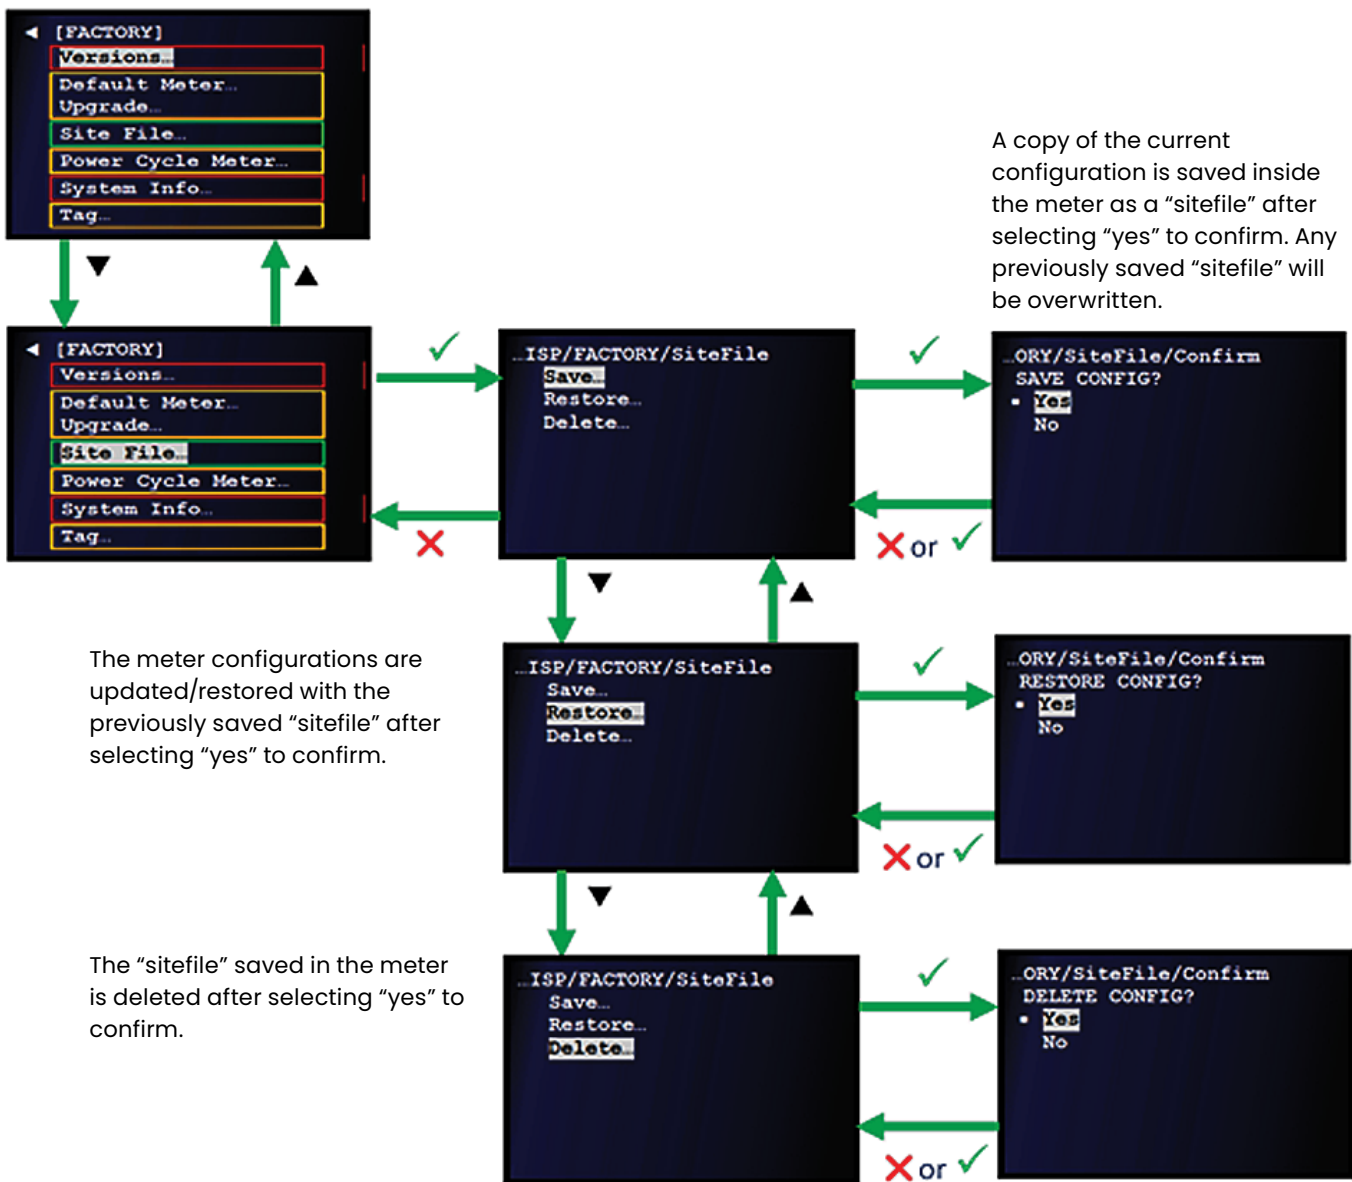 ◄ [FACTORY]
Versions...
Default Meter...
Upgrade...
Site File...
Power Cycle Meter...
System Info...
Tag...
▼
▲
A copy of the current
configuration is saved inside
the meter as a “sitefile” after
selecting “yes” to confirm. Any
previously saved “sitefile” will
be overwritten.
◄ [FACTORY]
Versions...
Default Meter...
Upgrade...
Site File...
Power Cycle Meter...
System Info...
Tag...
✓
✗
...ISP/FACTORY/SiteFile
Save...
Restore...
Delete...
✓
✗ or ✓
...ORY/SiteFile/Confirm
SAVE CONFIG?
▪ Yes
No
▼
▲
The meter configurations are
updated/restored with the
previously saved “sitefile” after
selecting “yes” to confirm.
...ISP/FACTORY/SiteFile
Save...
Restore...
Delete...
✓
✗ or ✓
...ORY/SiteFile/Confirm
RESTORE CONFIG?
▪ Yes
No
▼
▲
The “sitefile” saved in the meter
is deleted after selecting “yes” to
confirm.
...ISP/FACTORY/SiteFile
Save...
Restore...
Delete...
✓
✗ or ✓
...ORY/SiteFile/Confirm
DELETE CONFIG?
▪ Yes
No